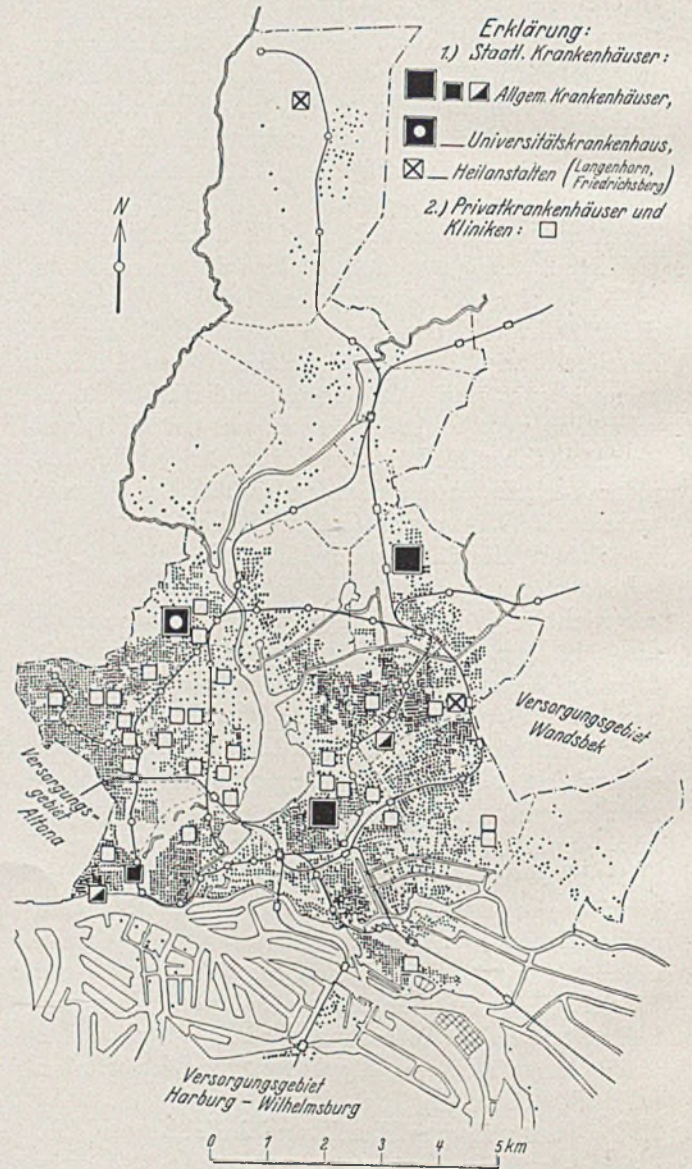 Erklärung:
1.) Staatl. Krankenhäuser:
Allgem. Krankenhäuser,
Universitätskrankenhaus,
Heilanstalten (Langenhorn,
Friedrichsberg)
2.) Privatkrankenhäuser und
Kliniken:
N
Versorgungsgebiet
Wandsbek
Versorgungs-
gebiet
Altona
Versorgungsgebiet
Harburg - Wilhelmsburg
0 1 2 3 4 5 km